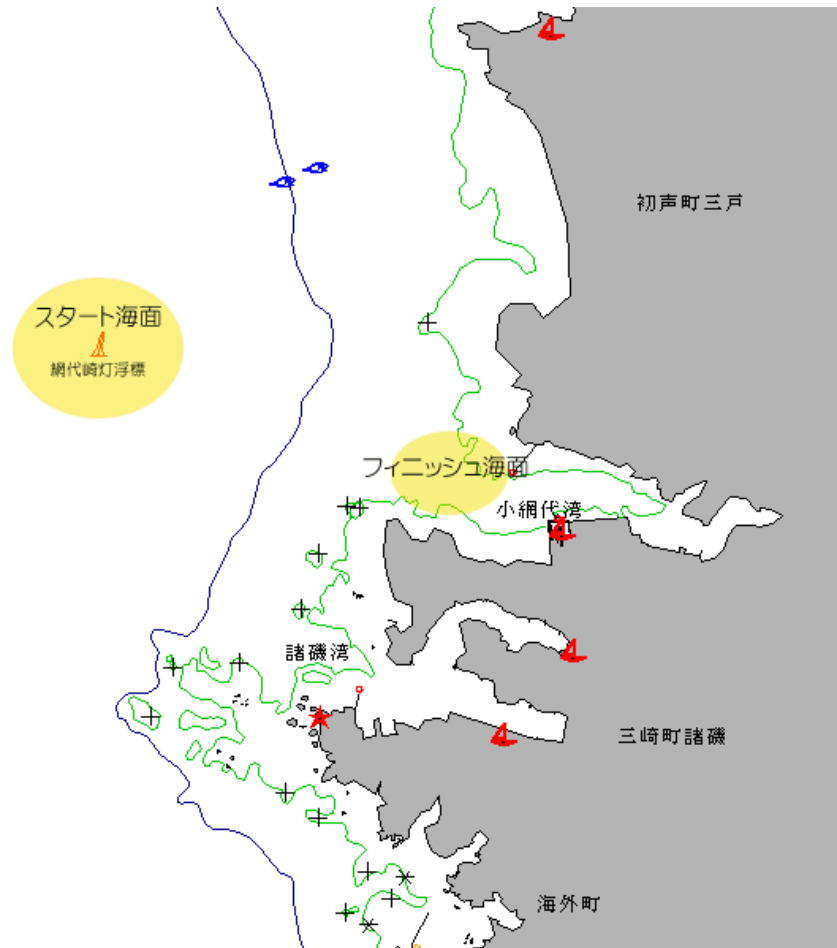 初声町三戸
スタート海面
網代崎灯浮標
フィニッシュ海面
小網代湾
諸磯湾
三崎町諸磯
海外町